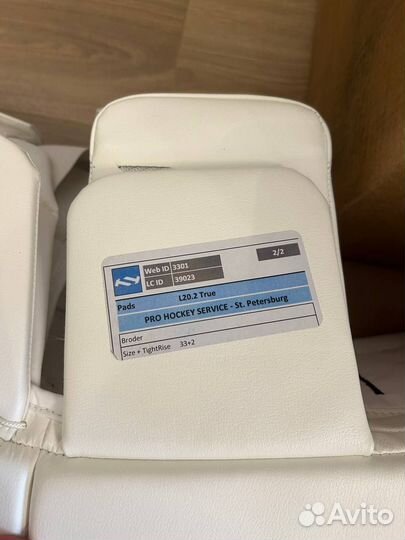 Web ID 3301 2/2
LC ID 39023
Pads L20.2 True
PRO HOCKEY SERVICE - St. Petersburg
Broder
Size + TightRise 33+2
Avito